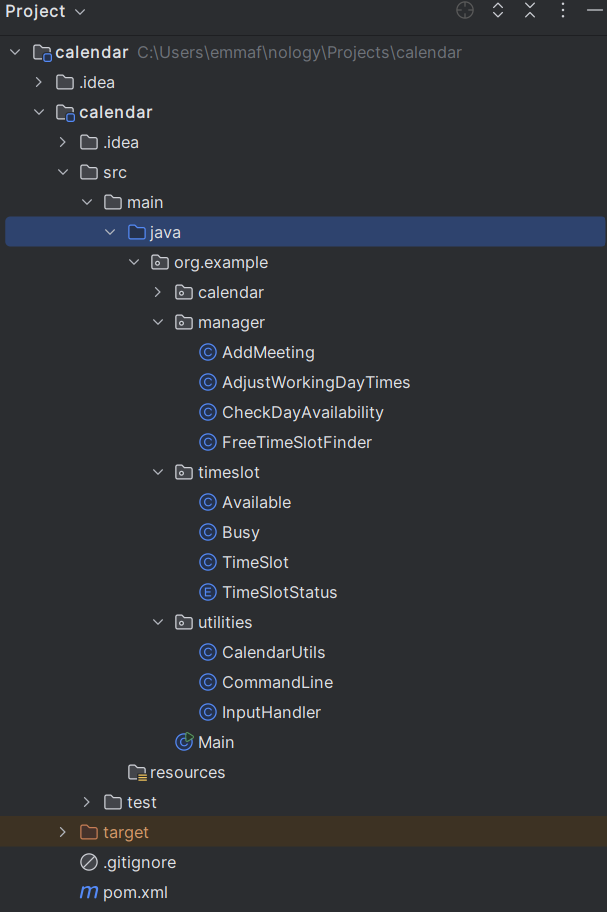 Project
calendar C:\Users\emmaf\nology\Projects\calendar
.idea
calendar
.idea
src
main
java
org.example
calendar
manager
AddMeeting
AdjustWorkingDayTimes
CheckDayAvailability
FreeTimeSlotFinder
timeslot
Available
Busy
TimeSlot
TimeSlotStatus
utilities
CalendarUtils
CommandLine
InputHandler
Main
resources
test
target
.gitignore
pom.xml